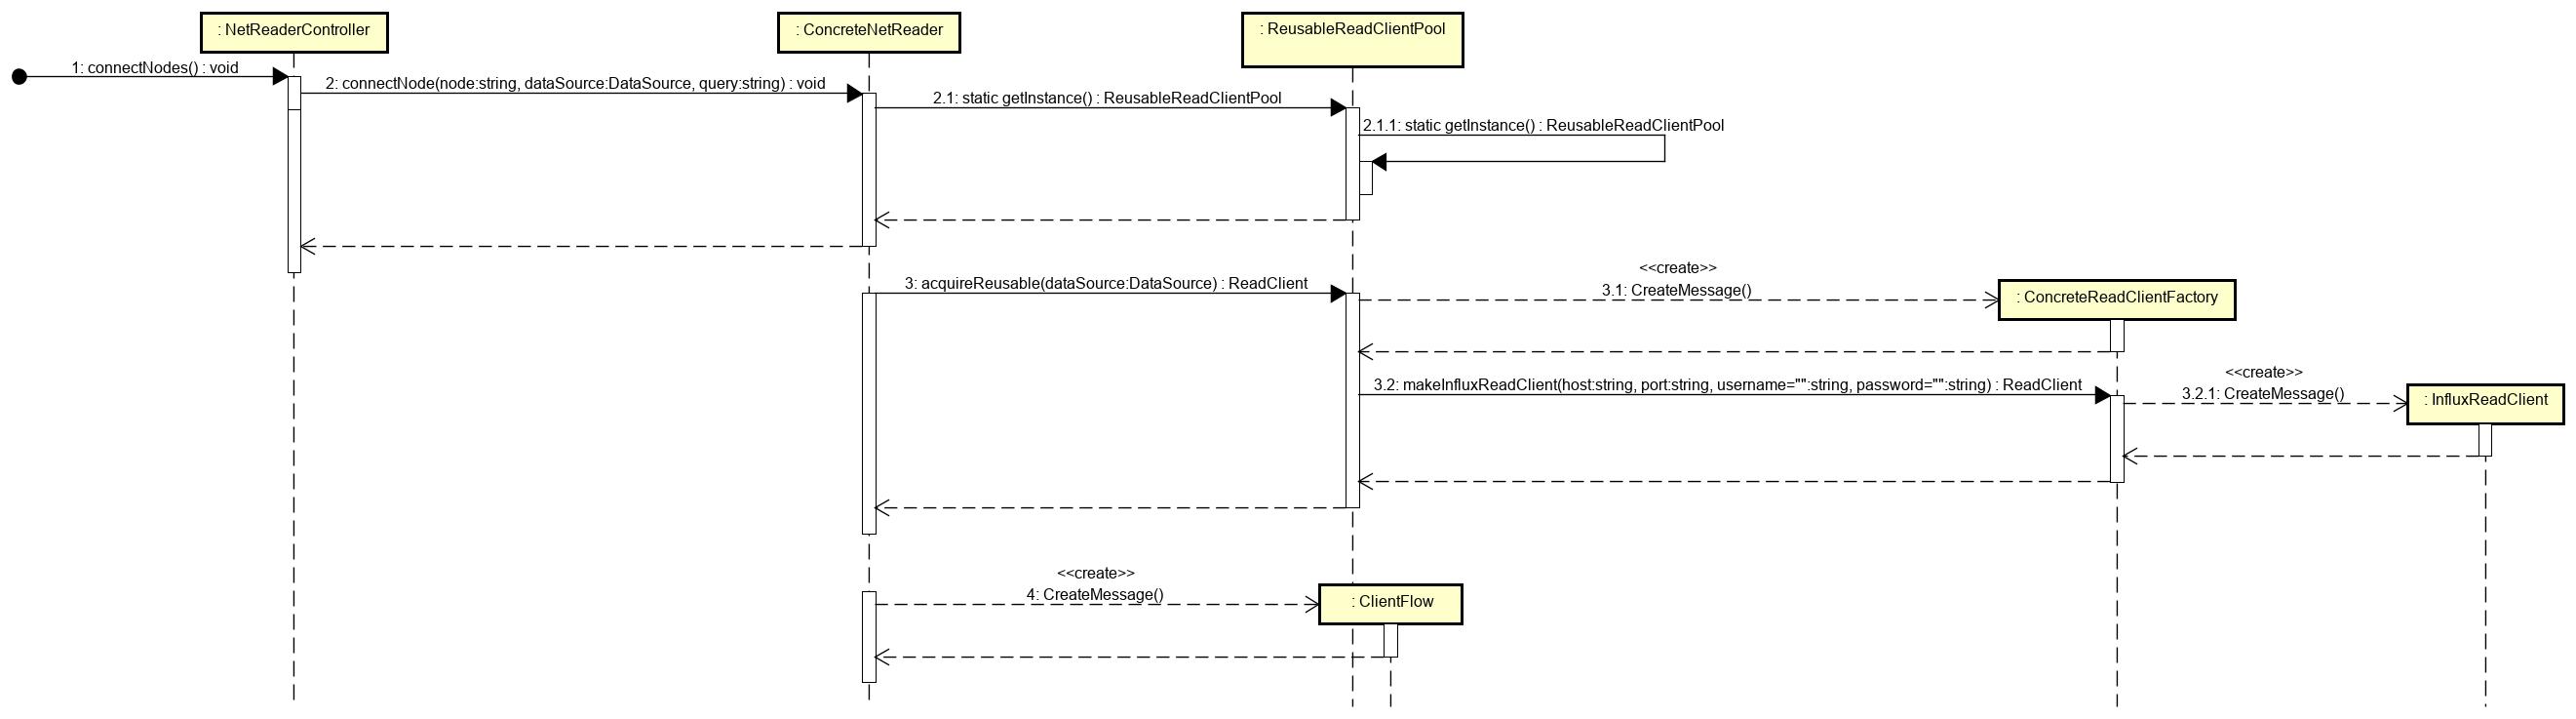 : NetReaderController
: ConcreteNetReader
: ReusableReadClientPool
1: connectNodes() : void
2: connectNode(node:string, dataSource:DataSource, query:string) : void
2.1: static getInstance() : ReusableReadClientPool
2.1.1: static getInstance() : ReusableReadClientPool
3: acquireReusable(dataSource:DataSource) : ReadClient
<<create>>
3.1: CreateMessage()
: ConcreteReadClientFactory
3.2: makeInfluxReadClient(host:string, port:string, username="":string, password="":string) : ReadClient
<<create>>
3.2.1: CreateMessage()
: InfluxReadClient
<<create>>
4: CreateMessage()
: ClientFlow